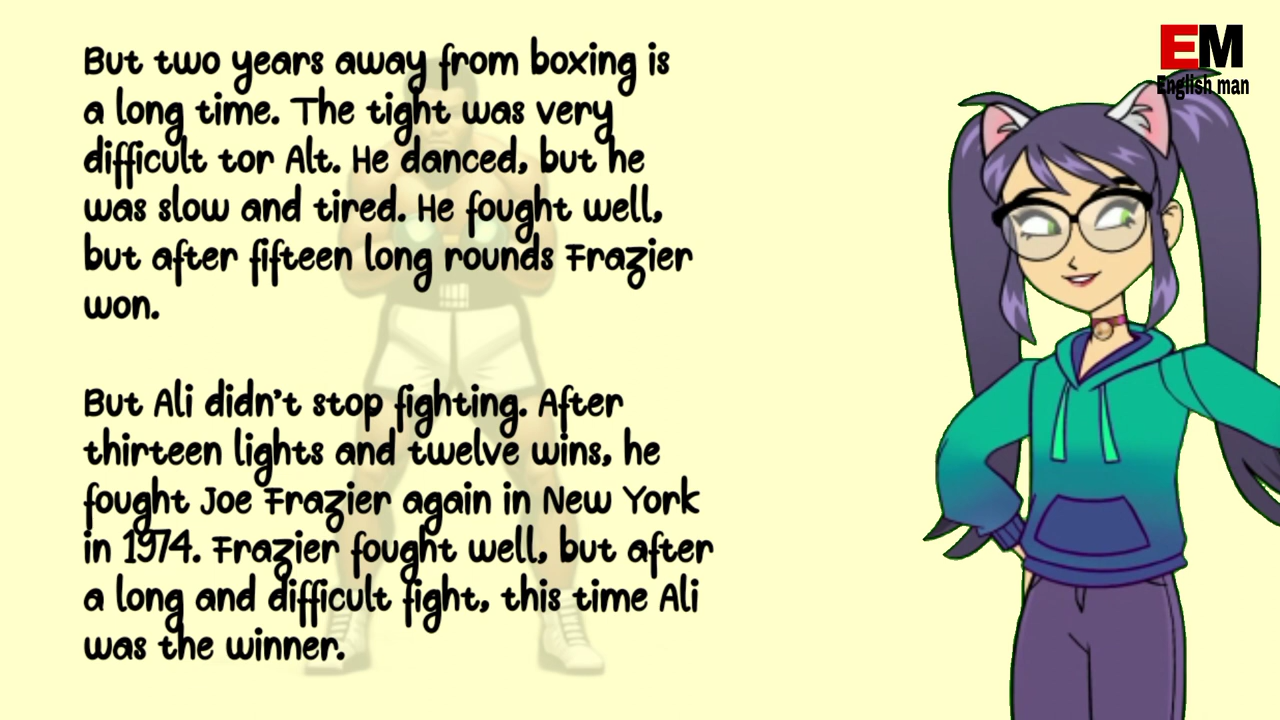 EM
English man
But two years away from boxing is
a long time. The tight was very
difficult tor Alt. He danced, but he
was slow and tired. He fought well,
but after fifteen long rounds Frazier
won.
But Ali didn't stop fighting. After
thirteen lights and twelve wins, he
fought Joe Frazier again in New York
in 1974. Frazier fought well, but after
a long and difficult fight, this time Ali
was the winner.